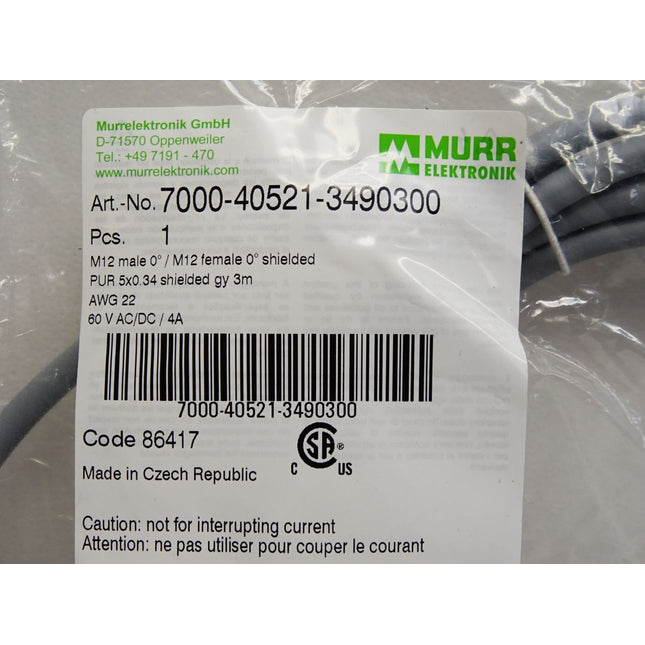 Murrelektronik GmbH
D-71570 Oppenweiler
Tel.: +49 7191 - 470
www.murrelektronik.com
MURR
ELEKTRONIK
Art.-No. 7000-40521-3490300
Pcs. 1
M12 male 0° / M12 female 0° shielded
PUR 5x0.34 shielded gy 3m
AWG 22
60 V AC/DC / 4A
7000-40521-3490300
Code 86417
CSA ®
C US
Made in Czech Republic
Caution: not for interrupting current
Attention: ne pas utiliser pour couper le courant